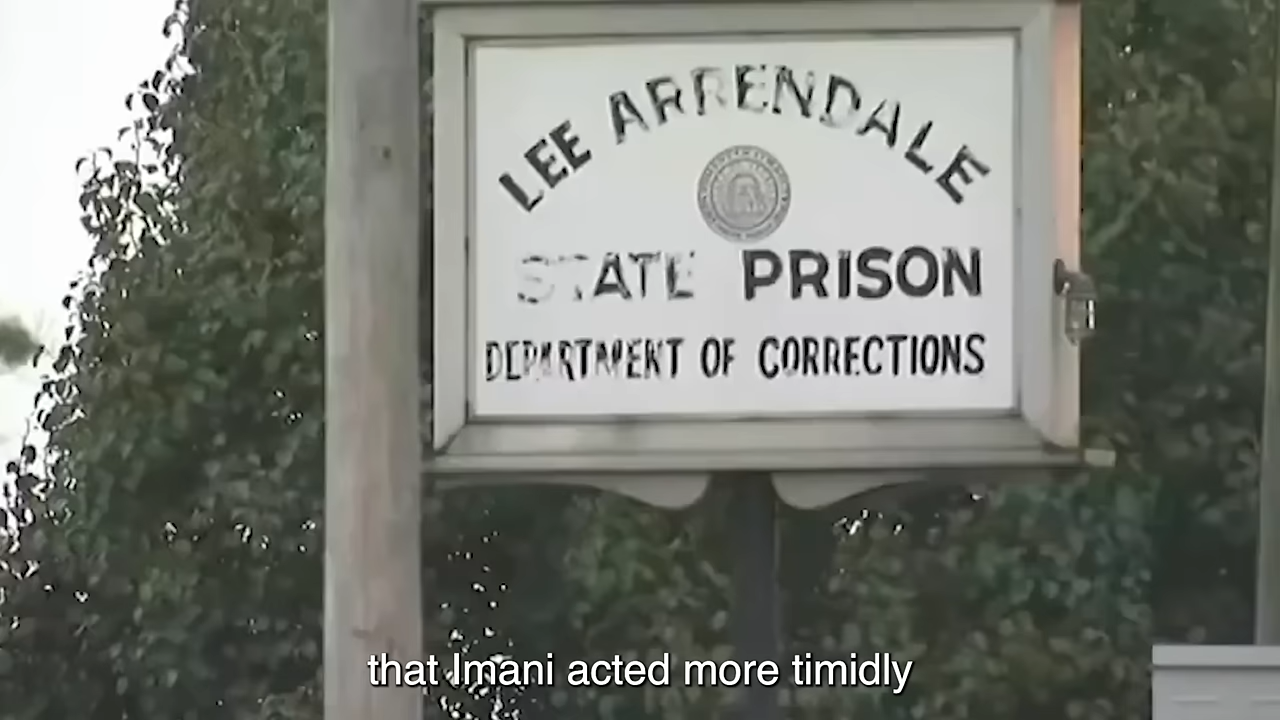 LEE ARRENDALE
STATE PRISON
DEPARTMENT OF CORRECTIONS
that Imani acted more timidly